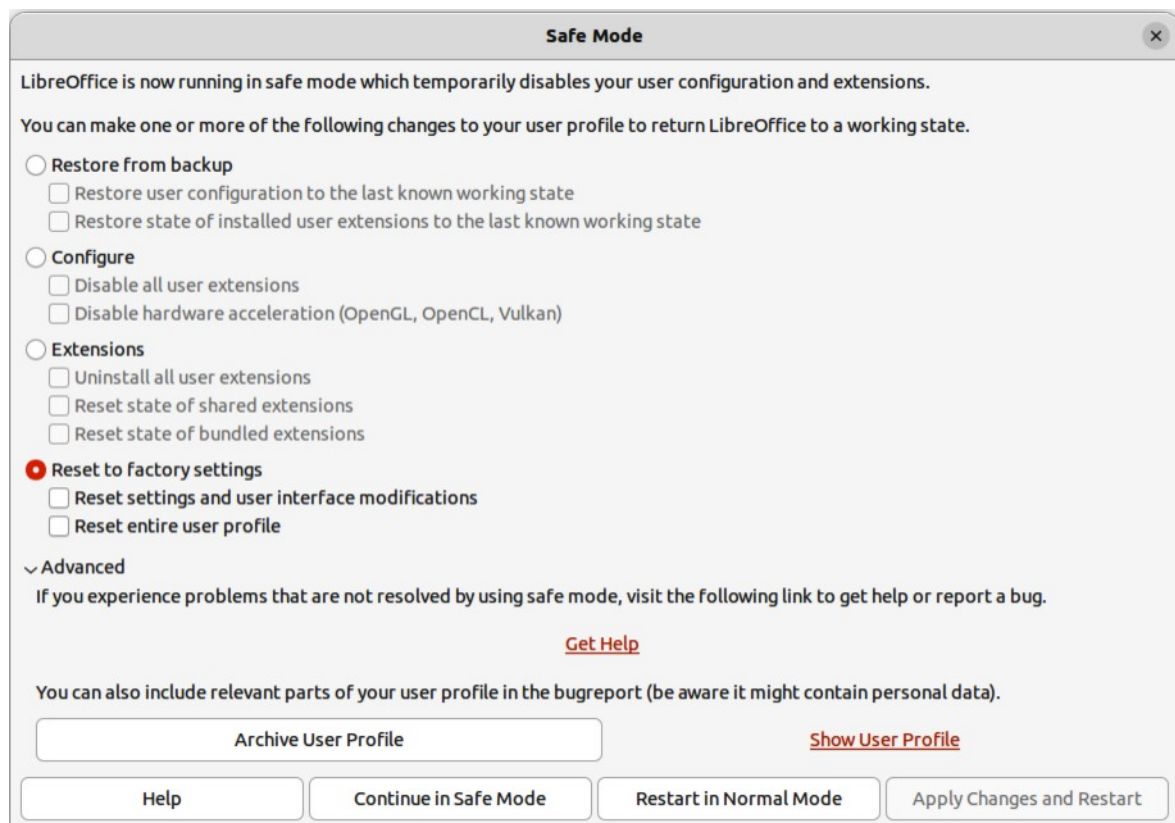 Safe Mode
LibreOffice is now running in safe mode which temporarily disables your user configuration and extensions.
You can make one or more of the following changes to your user profile to return LibreOffice to a working state.
Restore from backup
Restore user configuration to the last known working state
Restore state of installed user extensions to the last known working state
Configure
Disable all user extensions
Disable hardware acceleration (OpenGL, OpenCL, Vulkan)
Extensions
Uninstall all user extensions
Reset state of shared extensions
Reset state of bundled extensions
Reset to factory settings
Reset settings and user interface modifications
Reset entire user profile
Advanced
If you experience problems that are not resolved by using safe mode, visit the following link to get help or report a bug.
Get Help
You can also include relevant parts of your user profile in the bugreport (be aware it might contain personal data).
Archive User Profile Show User Profile
Help Continue in Safe Mode Restart in Normal Mode Apply Changes and Restart